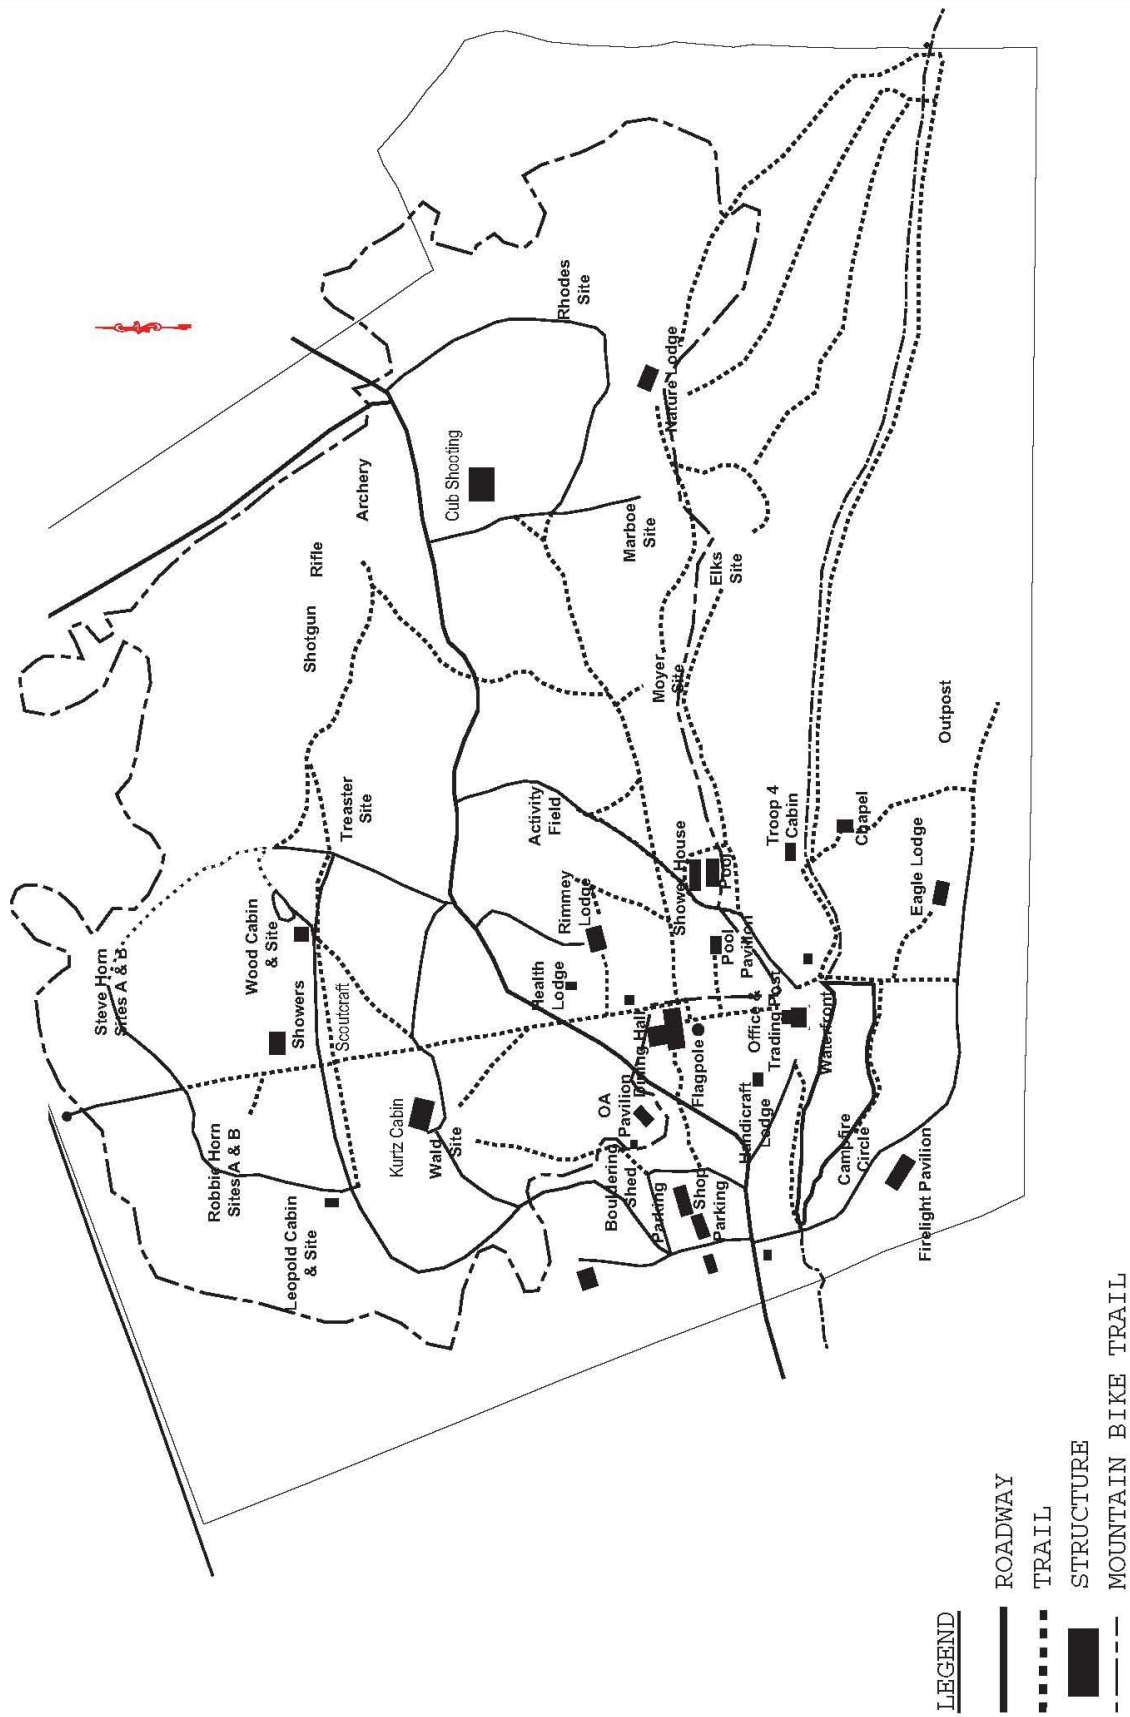 Steve Horn
Sites A & B
Robbie Horn
Sites A & B
Wood Cabin
& Site
Showers
Leopold Cabin
& Site
Scoutcraft
Treaster
Site
Shotgun
Rifle
Archery
Kurtz Cabin
Wald
Site
Cub Shooting
Rhodes
Site
Activity
Field
Rimmey
Lodge
Health
Lodge
Marboe
Site
Nature Lodge
Moyer
Site
Elks
Site
OA
Pavilion
Dining Hall
Bouldering
Shed
Parking
Shop
Parking
Flagpole
Shower House
Pool
Pool
Pavilion
Office &
Trading Post
Handicraft
Lodge
Troop 4
Cabin
Waterfront
Campfire
Circle
Chapel
Eagle Lodge
Outpost
Firelight Pavilion
LEGEND
ROADWAY
TRAIL
STRUCTURE
MOUNTAIN BIKE TRAIL